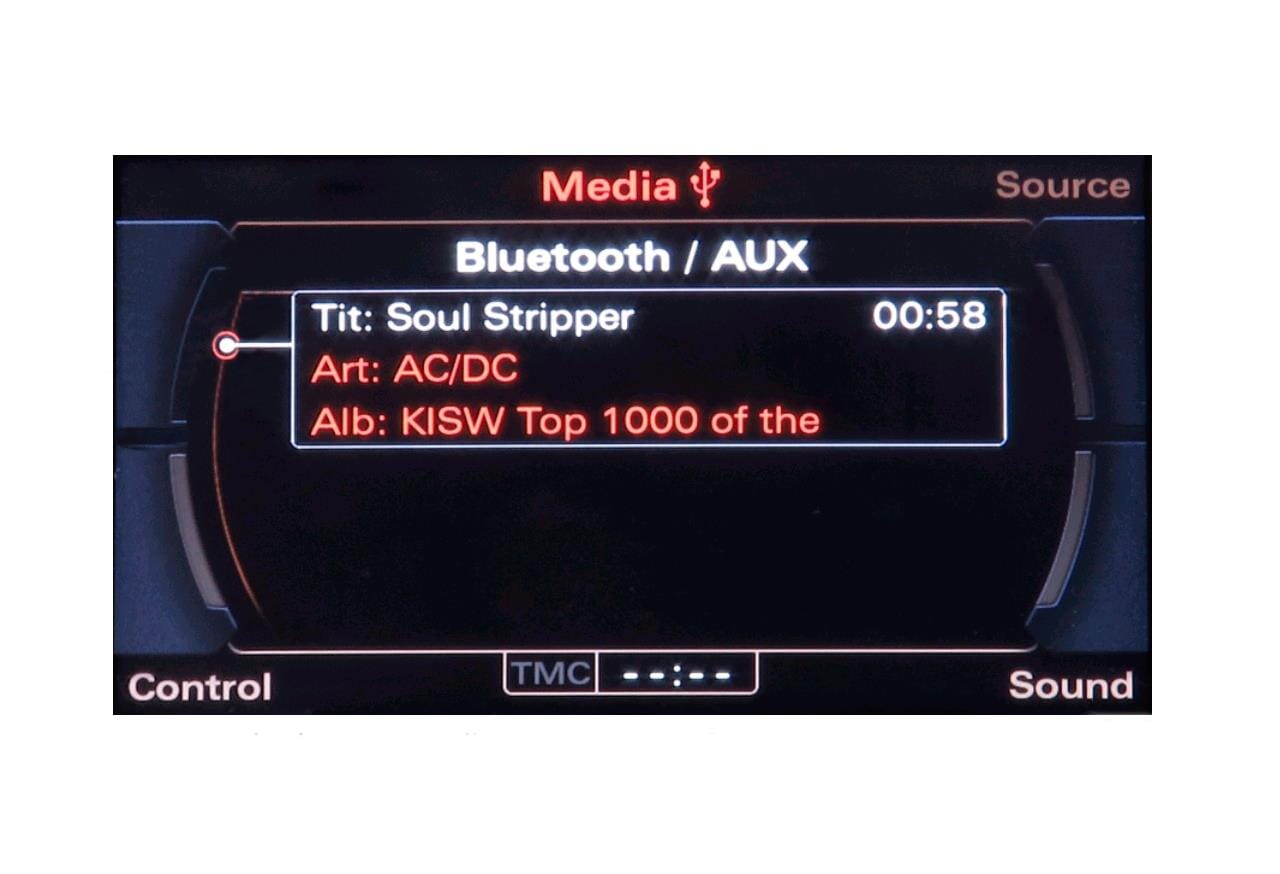 Media
Source
Bluetooth / AUX
Tit: Soul Stripper 00:58
Art: AC/DC
Alb: KISW Top 1000 of the
Control
TMC --:--
Sound